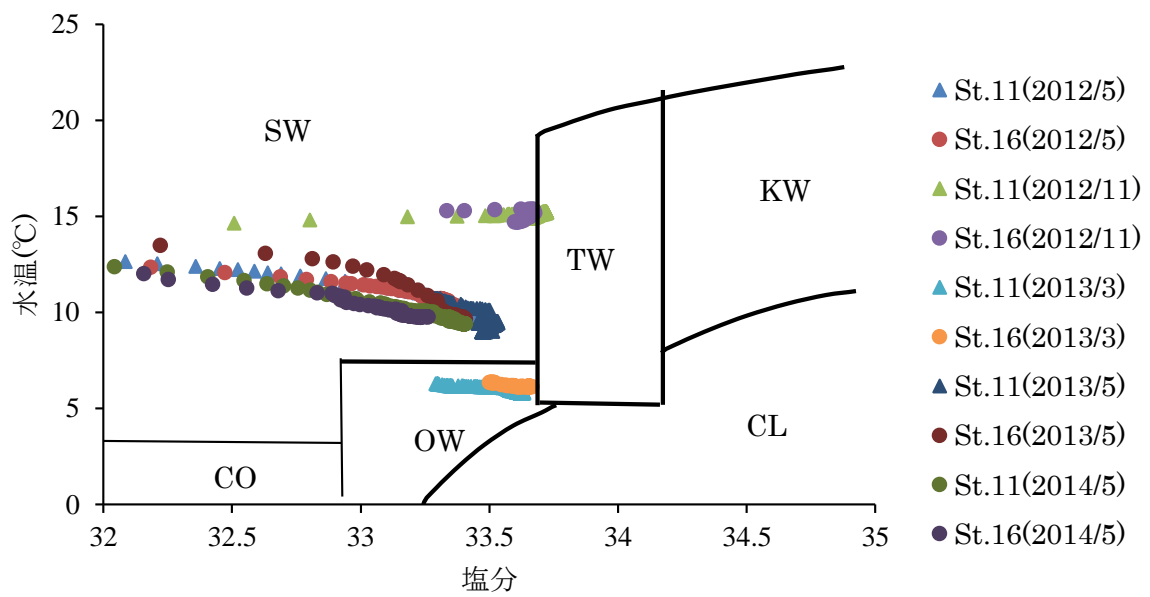 25
20
15
10
5
0
水温(℃)
32
32.5
33
33.5
34
34.5
35
塩分
SW
TW
KW
OW
CO
CL
St.11(2012/5)
St.16(2012/5)
St.11(2012/11)
St.16(2012/11)
St.11(2013/3)
St.16(2013/3)
St.11(2013/5)
St.16(2013/5)
St.11(2014/5)
St.16(2014/5)